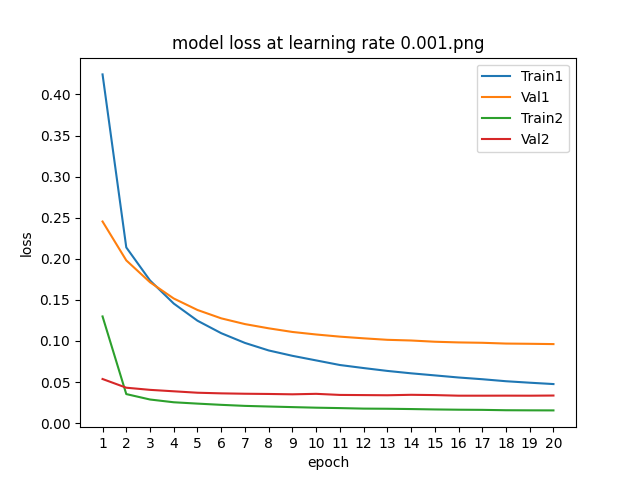 model loss at learning rate 0.001.png
Train1
Val1
Train2
Val2
0.40
0.35
0.30
0.25
0.20
0.15
0.10
0.05
0.00
loss
1 2 3 4 5 6 7 8 9 10 11 12 13 14 15 16 17 18 19 20
epoch